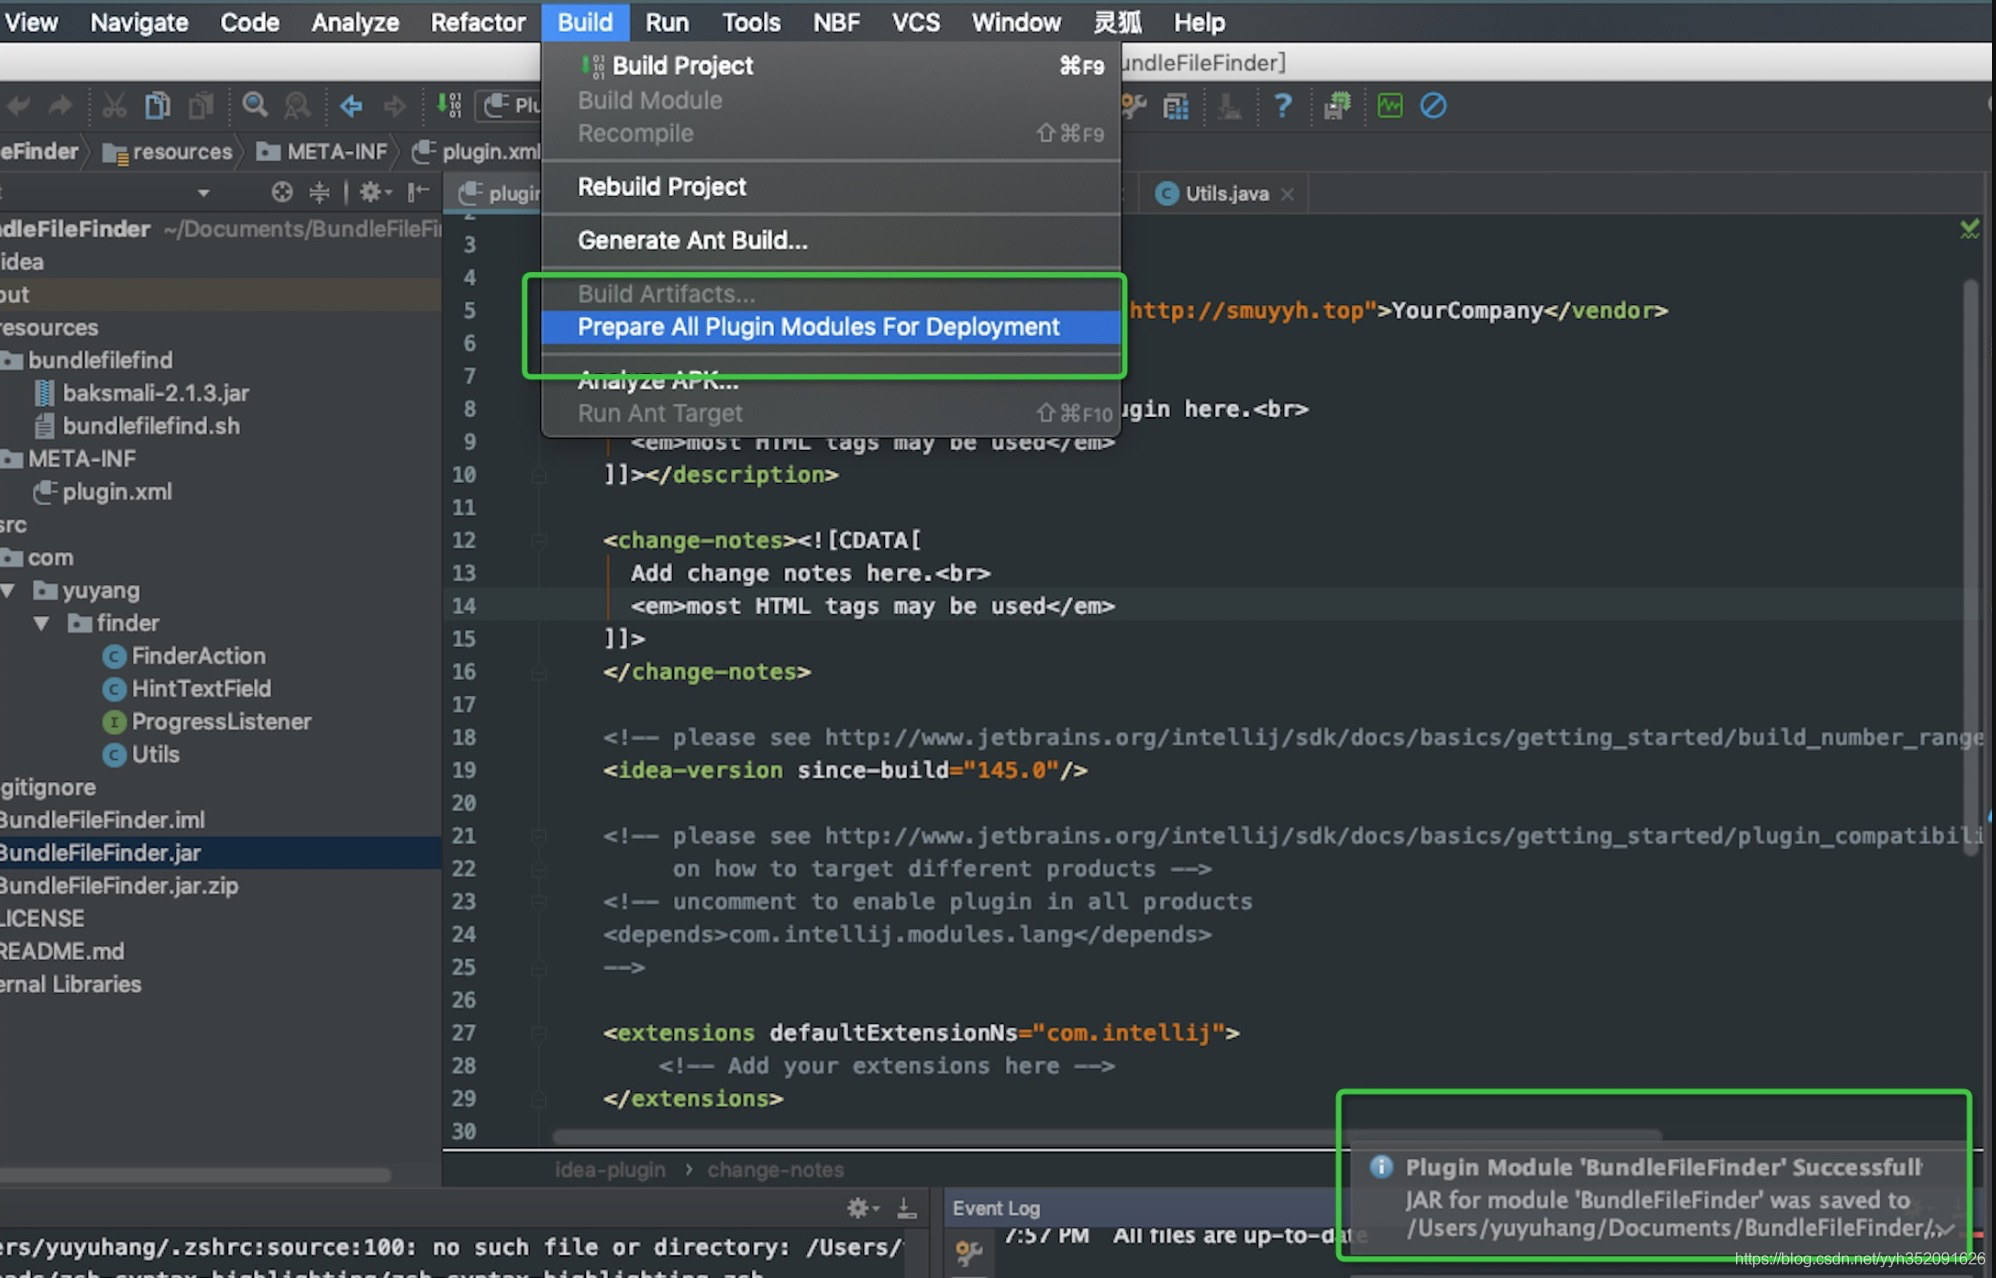 View Navigate Code Analyze Refactor Build Run Tools NBF VCS Window 灵狐 Help
undleFileFinder]
Build Project ⌘F9
Build Module
Recompile ⇧⌘F9
Rebuild Project
Generate Ant Build...
Build Artifacts...
Prepare All Plugin Modules For Deployment
Analyze APK...
Run Ant Target ⇧⌘F10
Plu
eFinder resources META-INF plugin.xml
plugin Utils.java
ndleFileFinder ~/Documents/BundleFileFi
idea
out
resources
bundlefilefind
baksmali-2.1.3.jar
bundlefilefind.sh
META-INF
plugin.xml
src
com
yuyang
finder
FinderAction
HintTextField
ProgressListener
Utils
gitignore
BundleFileFinder.iml
BundleFileFinder.jar
BundleFileFinder.jar.zip
LICENSE
README.md
ernal Libraries
3
4
5 http://smuyyh.top">YourCompany</vendor>
6
7
8 ugin here.<br>
9 <em>most HTML tags may be used</em>
10 ]]></description>
11
12 <change-notes><![CDATA[
13 Add change notes here.<br>
14 <em>most HTML tags may be used</em>
15 ]]>
16 </change-notes>
17
18 <!-- please see http://www.jetbrains.org/intellij/sdk/docs/basics/getting_started/build_number_range
19 <idea-version since-build="145.0"/>
20
21 <!-- please see http://www.jetbrains.org/intellij/sdk/docs/basics/getting_started/plugin_compatibili
22 on how to target different products -->
23 <!-- uncomment to enable plugin in all products
24 <depends>com.intellij.modules.lang</depends>
25 -->
26
27 <extensions defaultExtensionNs="com.intellij">
28 <!-- Add your extensions here -->
29 </extensions>
30
idea-plugin › change-notes
Plugin Module 'BundleFileFinder' Successfull
JAR for module 'BundleFileFinder' was saved to
/Users/yuyuhang/Documents/BundleFileFinder/..
Event Log
7:57 PM All files are up-to-date
ers/yuyuhang/.zshrc:source:100: no such file or directory: /Users/
https://blog.csdn.net/yyh352091626